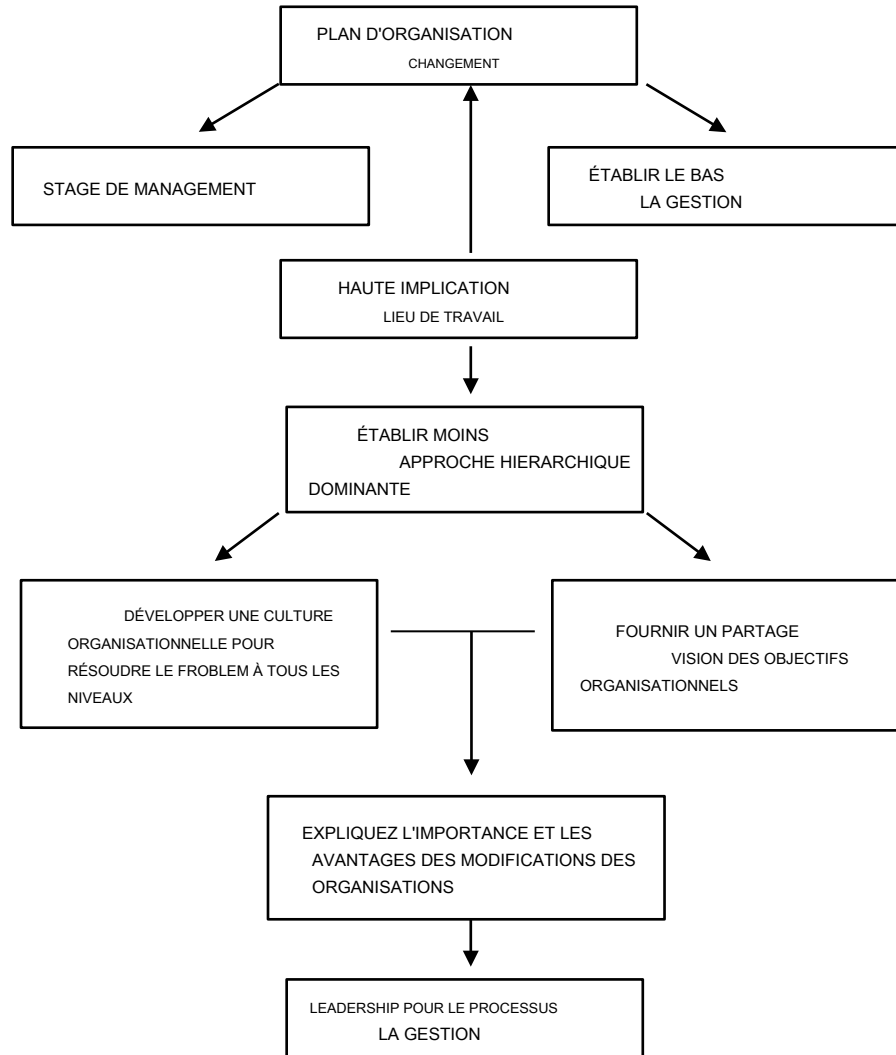 PLAN D'ORGANISATION
CHANGEMENT
STAGE DE MANAGEMENT
ÉTABLIR LE BAS
LA GESTION
HAUTE IMPLICATION
LIEU DE TRAVAIL
ÉTABLIR MOINS
APPROCHE HIERARCHIQUE
DOMINANTE
DÉVELOPPER UNE CULTURE
ORGANISATIONNELLE POUR
RÉSOUDRE LE FROBLEM À TOUS LES
NIVEAUX
FOURNIR UN PARTAGE
VISION DES OBJECTIFS
ORGANISATIONNELS
EXPLIQUEZ L'IMPORTANCE ET LES
AVANTAGES DES MODIFICATIONS DES
ORGANISATIONS
LEADERSHIP POUR LE PROCESSUS
LA GESTION